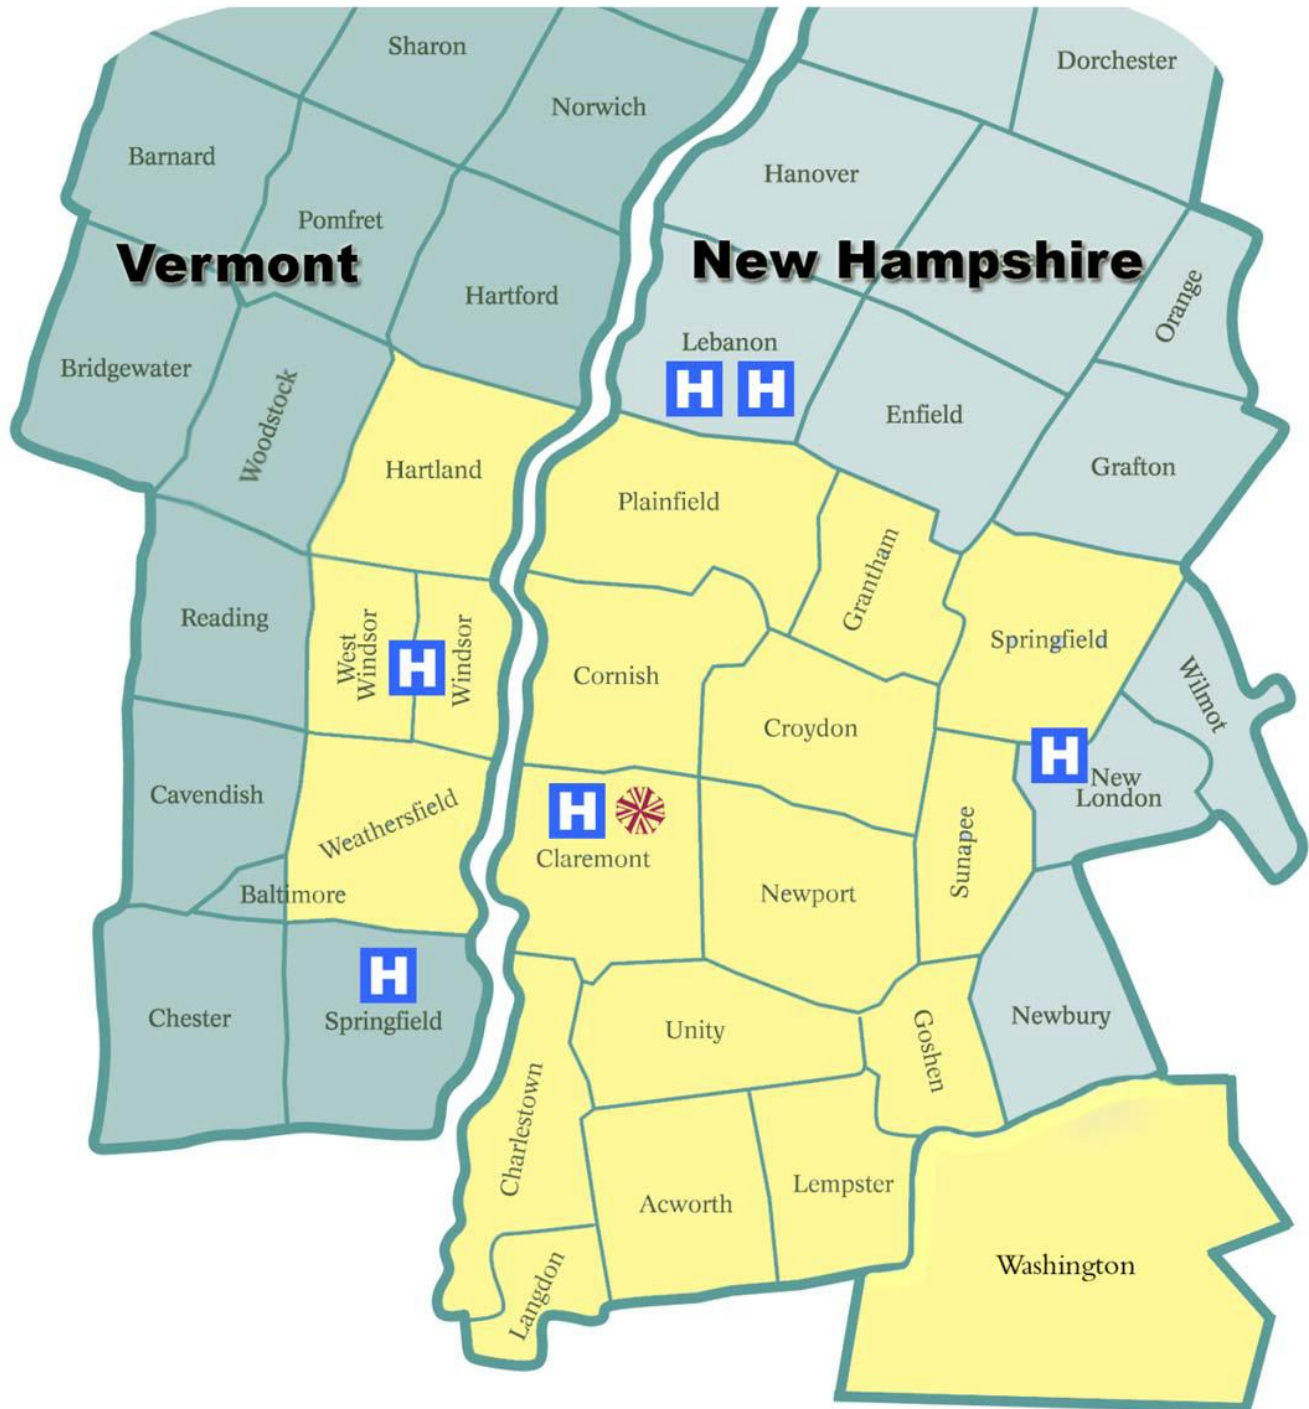 Sharon
Dorchester
Norwich
Barnard
Hanover
Pomfret
Vermont
New Hampshire
Hartford
Orange
Lebanon
Bridgewater
Woodstock
H H
Enfield
Hartland
Grafton
Plainfield
Grantham
Reading
West
Windsor
H
Windsor
Cornish
Springfield
Wilmot
Croydon
H
New
London
Cavendish
Weathersfield
H
Claremont
Sunapee
Baltimore
Newport
H
Chester
Springfield
Unity
Goshen
Newbury
Charlestown
Acworth
Lempster
Langdon
Washington